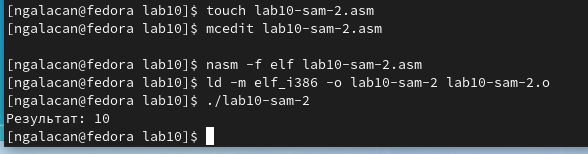 [ngalacan@fedora lab10]$ touch lab10-sam-2.asm
[ngalacan@fedora lab10]$ mcedit lab10-sam-2.asm
[ngalacan@fedora lab10]$ nasm -f elf lab10-sam-2.asm
[ngalacan@fedora lab10]$ ld -m elf_i386 -o lab10-sam-2 lab10-sam-2.o
[ngalacan@fedora lab10]$ ./lab10-sam-2
Результат: 10
[ngalacan@fedora lab10]$